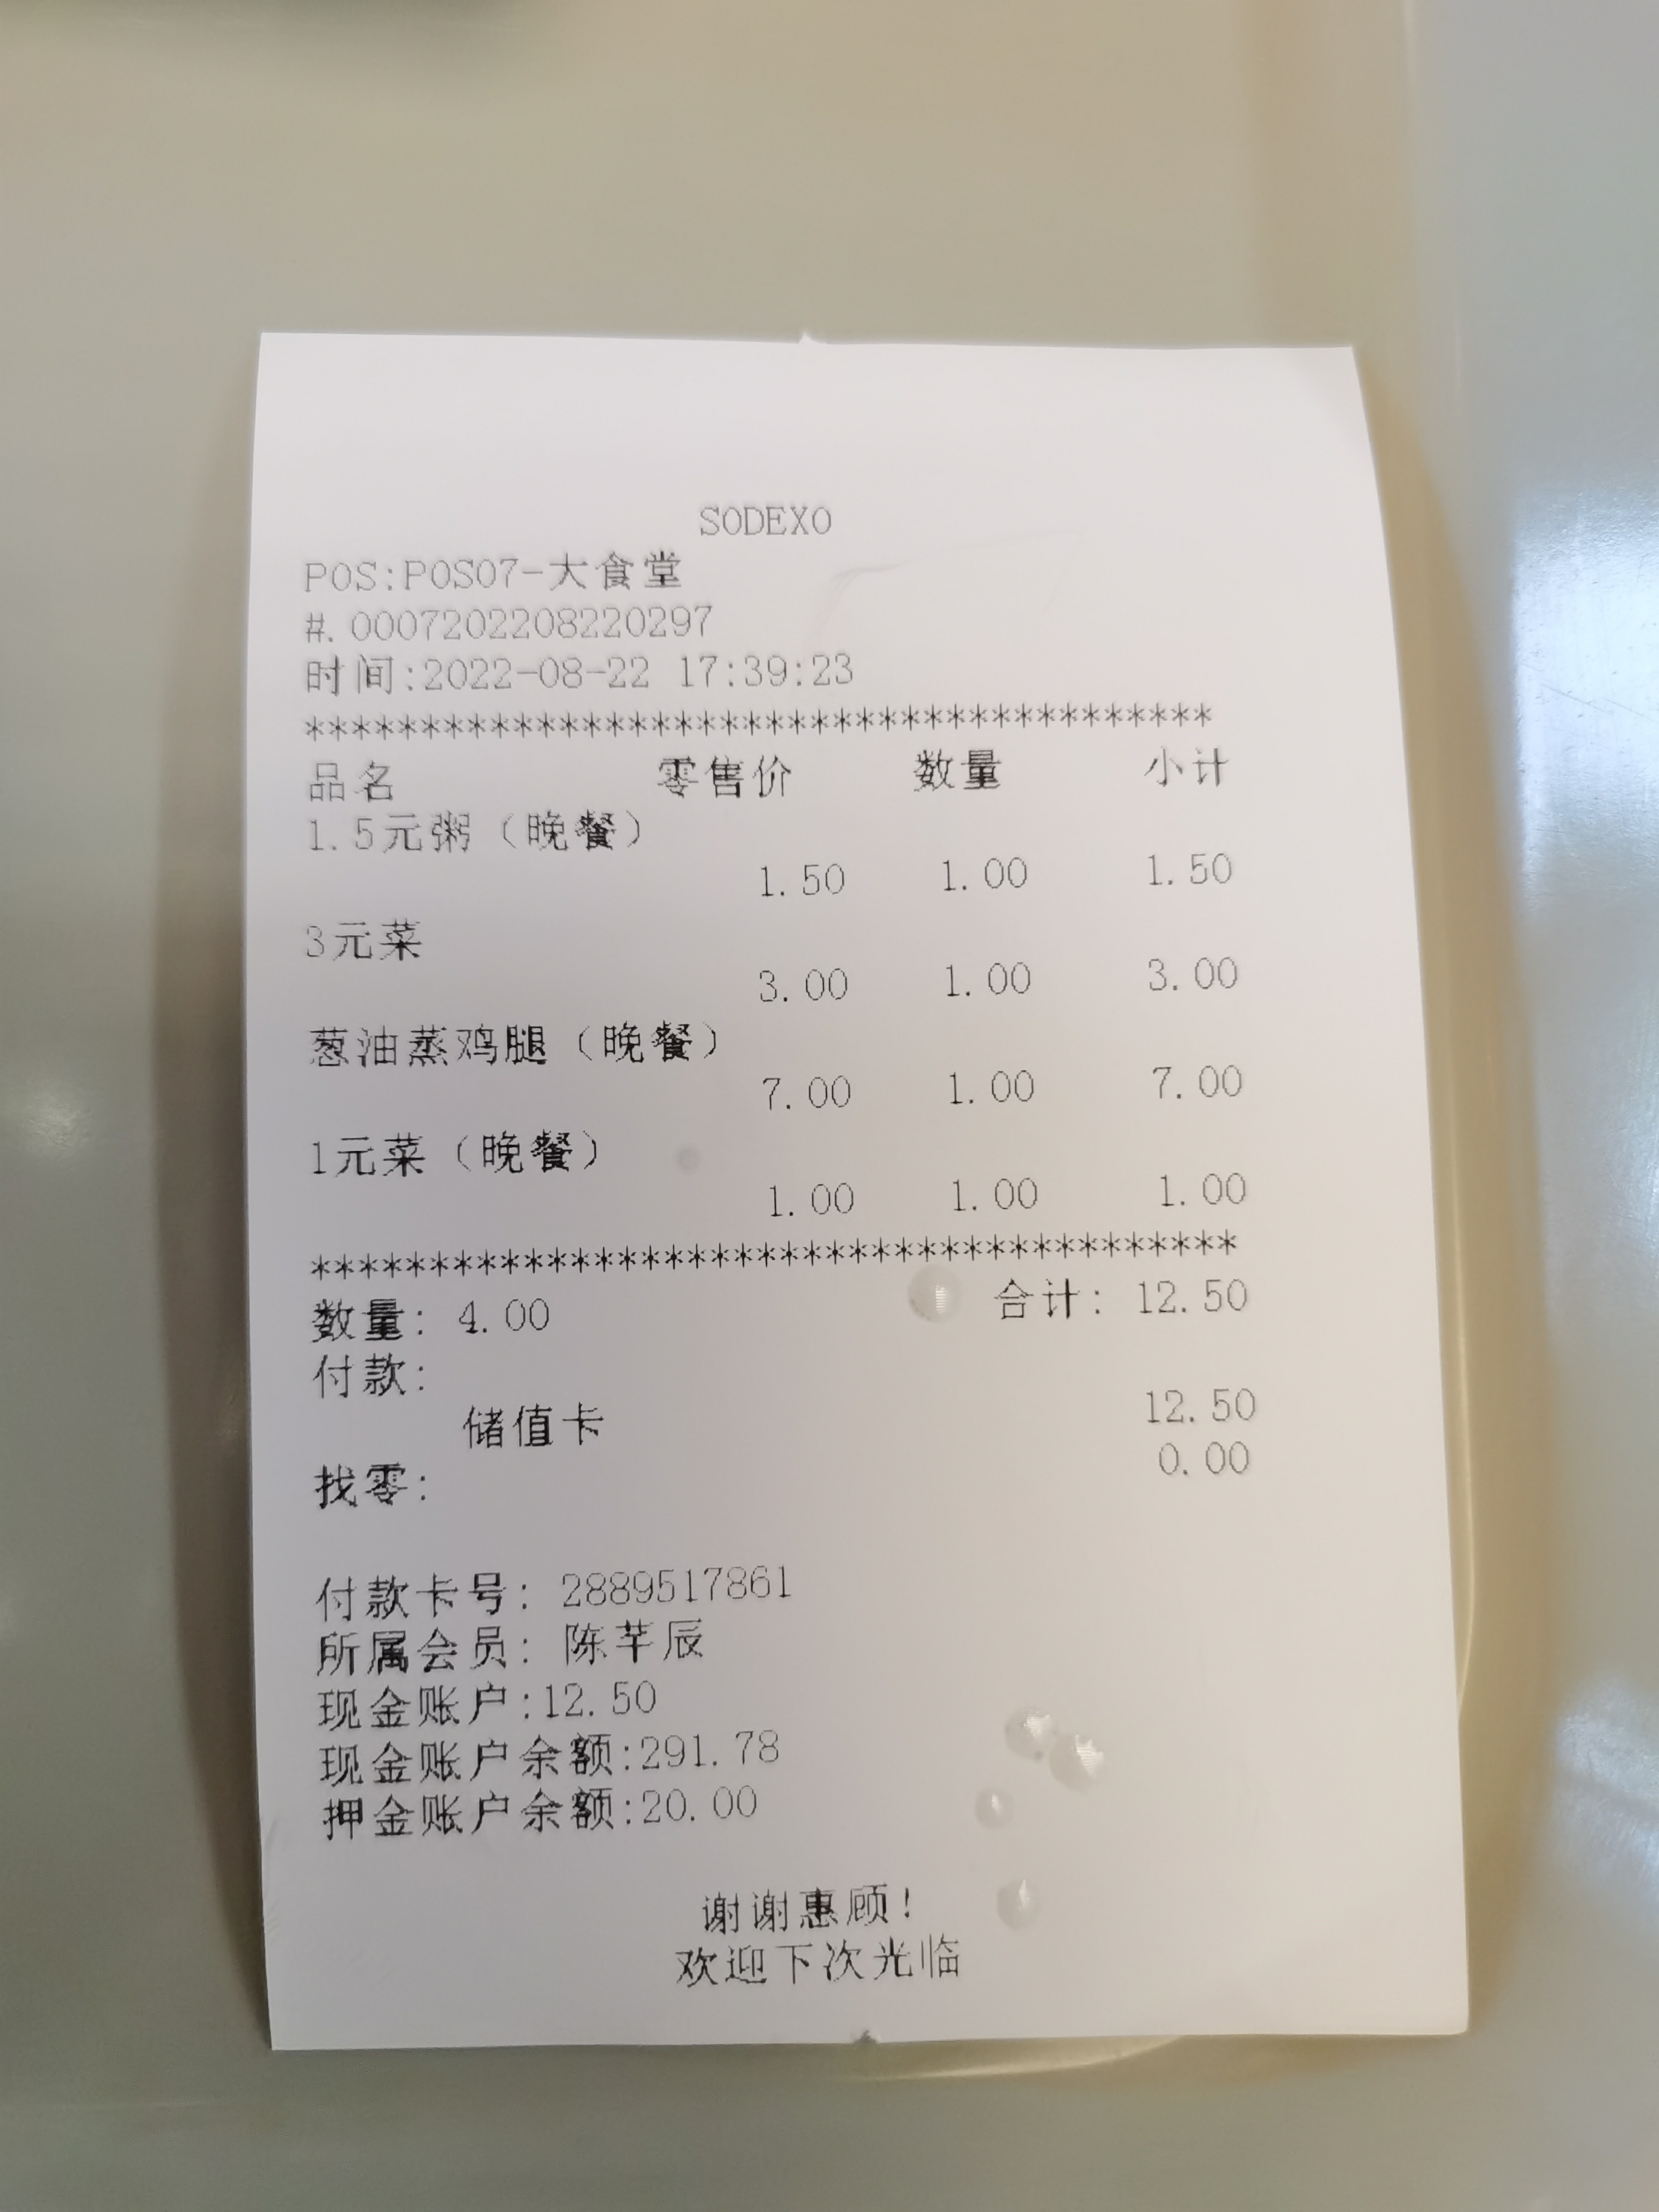 SODEXO
POS:POS07-大食堂
#.0007202208220297
时间:2022-08-22 17:39:23
***************************************
品名 零售价 数量 小计
1.5元粥（晚餐）
1.50 1.00 1.50
3元菜
3.00 1.00 3.00
葱油蒸鸡腿（晚餐）
7.00 1.00 7.00
1元菜（晚餐）
1.00 1.00 1.00
***************************************
数量: 4.00 合计: 12.50
付款:
储值卡 12.50
找零: 0.00
付款卡号: 2889517861
所属会员: 陈芊辰
现金账户:12.50
现金账户余额:291.78
押金账户余额:20.00
谢谢惠顾!
欢迎下次光临